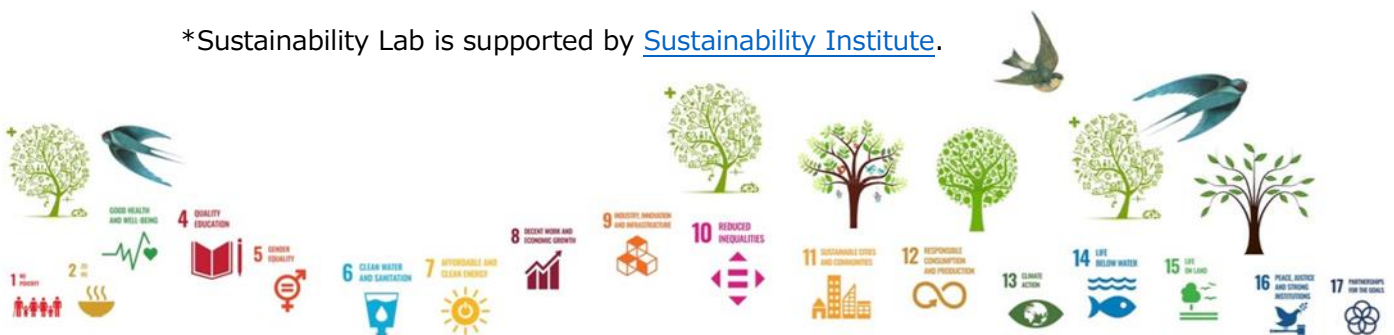 *Sustainability Lab is supported by Sustainability Institute.
1 NO
POVERTY
2
GOOD HEALTH
AND WELL-BEING
4 QUALITY
EDUCATION
5 GENDER
EQUALITY
6 CLEAN WATER
AND SANITATION
7 AFFORDABLE AND
CLEAN ENERGY
8 DECENT WORK AND
ECONOMIC GROWTH
9 INDUSTRY, INNOVATION
AND INFRASTRUCTURE
10 REDUCED
INEQUALITIES
11 SUSTAINABLE CITIES
AND COMMUNITIES
12 RESPONSIBLE
CONSUMPTION
AND PRODUCTION
13 CLIMATE
ACTION
14 LIFE
BELOW WATER
15 LIFE
ON LAND
16 PEACE, JUSTICE
AND STRONG
INSTITUTIONS
17 PARTNERSHIPS
FOR THE GOALS